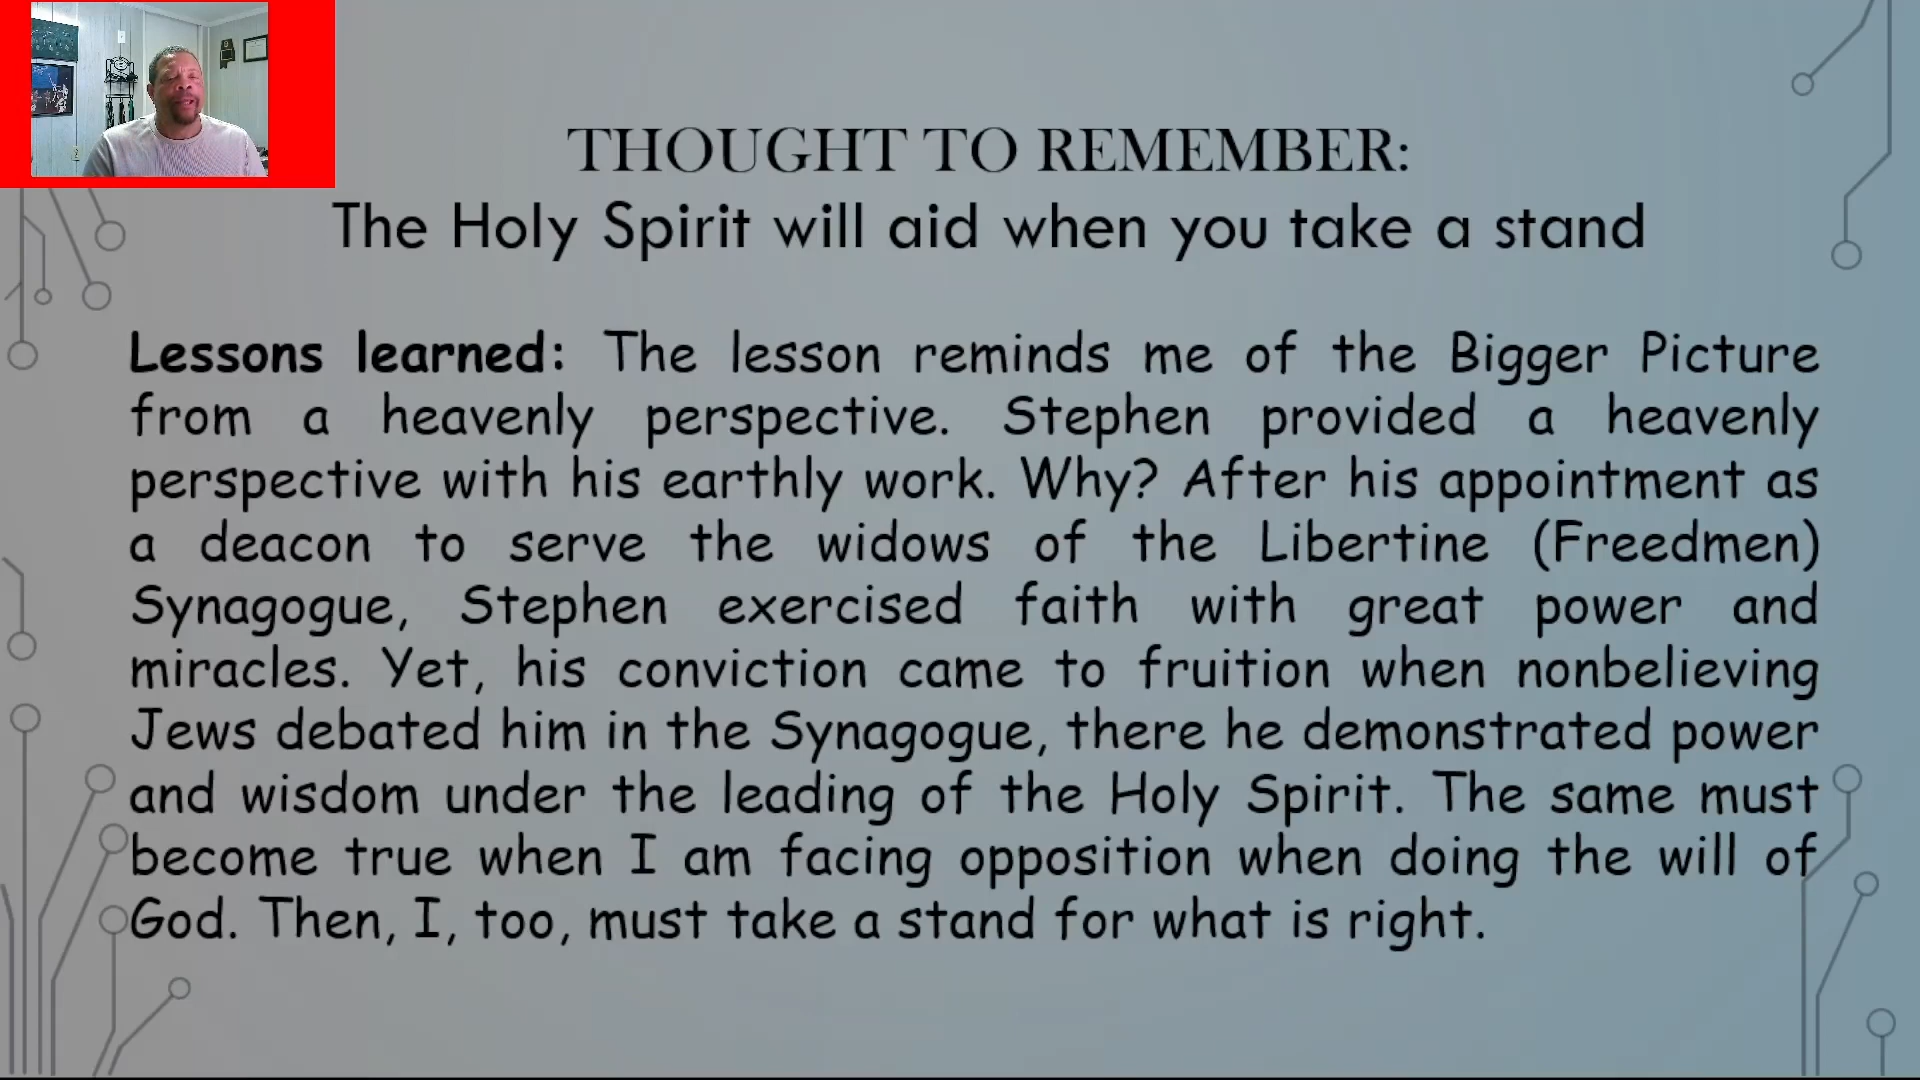 THOUGHT TO REMEMBER:
The Holy Spirit will aid when you take a stand
Lessons learned: The lesson reminds me of the Bigger Picture
from a heavenly perspective. Stephen provided a heavenly
perspective with his earthly work. Why? After his appointment as
a deacon to serve the widows of the Libertine (Freedmen)
Synagogue, Stephen exercised faith with great power and
miracles. Yet, his conviction came to fruition when nonbelieving
Jews debated him in the Synagogue, there he demonstrated power
and wisdom under the leading of the Holy Spirit. The same must
become true when I am facing opposition when doing the will of
God. Then, I, too, must take a stand for what is right.